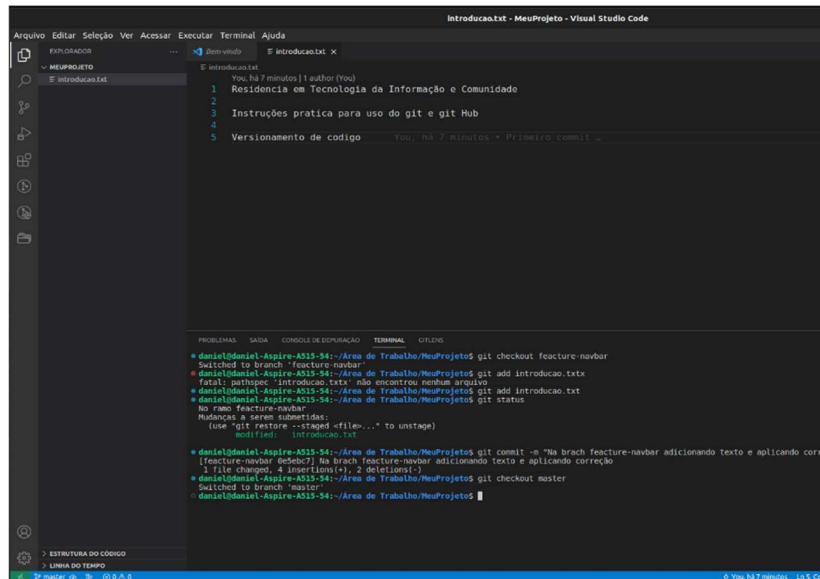 introducao.txt - MeuProjeto - Visual Studio Code
Arquivo Editar Seleção Ver Acessar Executar Terminal Ajuda
EXPLORADOR ...
MEUPROJETO
introducao.txt
Bem-vindo
introducao.txt ×
introducao.txt
You, há 7 minutos | 1 author (You)
1 Residencia em Tecnologia da Informação e Comunidade
2
3 Instruções pratica para uso do git e git Hub
4
5 Versionamento de codigo You, há 7 minutos • Primeiro commit …
PROBLEMAS SAÍDA CONSOLE DE DEPURAÇÃO TERMINAL GITLENS
daniel@daniel-Aspire-A515-54:~/Área de Trabalho/MeuProjeto$ git checkout feacture-navbar
Switched to branch 'feacture-navbar'
daniel@daniel-Aspire-A515-54:~/Área de Trabalho/MeuProjeto$ git add introducao.txtx
fatal: pathspec 'introducao.txtx' não encontrou nenhum arquivo
daniel@daniel-Aspire-A515-54:~/Área de Trabalho/MeuProjeto$ git add introducao.txt
daniel@daniel-Aspire-A515-54:~/Área de Trabalho/MeuProjeto$ git status
No ramo feacture-navbar
Mudanças a serem submetidas:
(use "git restore --staged <file>..." to unstage)
modified: introducao.txt
daniel@daniel-Aspire-A515-54:~/Área de Trabalho/MeuProjeto$ git commit -m "Na brach feacture-navbar adicionando texto e aplicando corr
[feacture-navbar 0e5ebc7] Na brach feacture-navbar adicionando texto e aplicando correção
1 file changed, 4 insertions(+), 2 deletions(-)
daniel@daniel-Aspire-A515-54:~/Área de Trabalho/MeuProjeto$ git checkout master
Switched to branch 'master'
daniel@daniel-Aspire-A515-54:~/Área de Trabalho/MeuProjeto$
ESTRUTURA DO CÓDIGO
LINHA DO TEMPO
master 0 0 You, há 7 minutos Ln 5, C